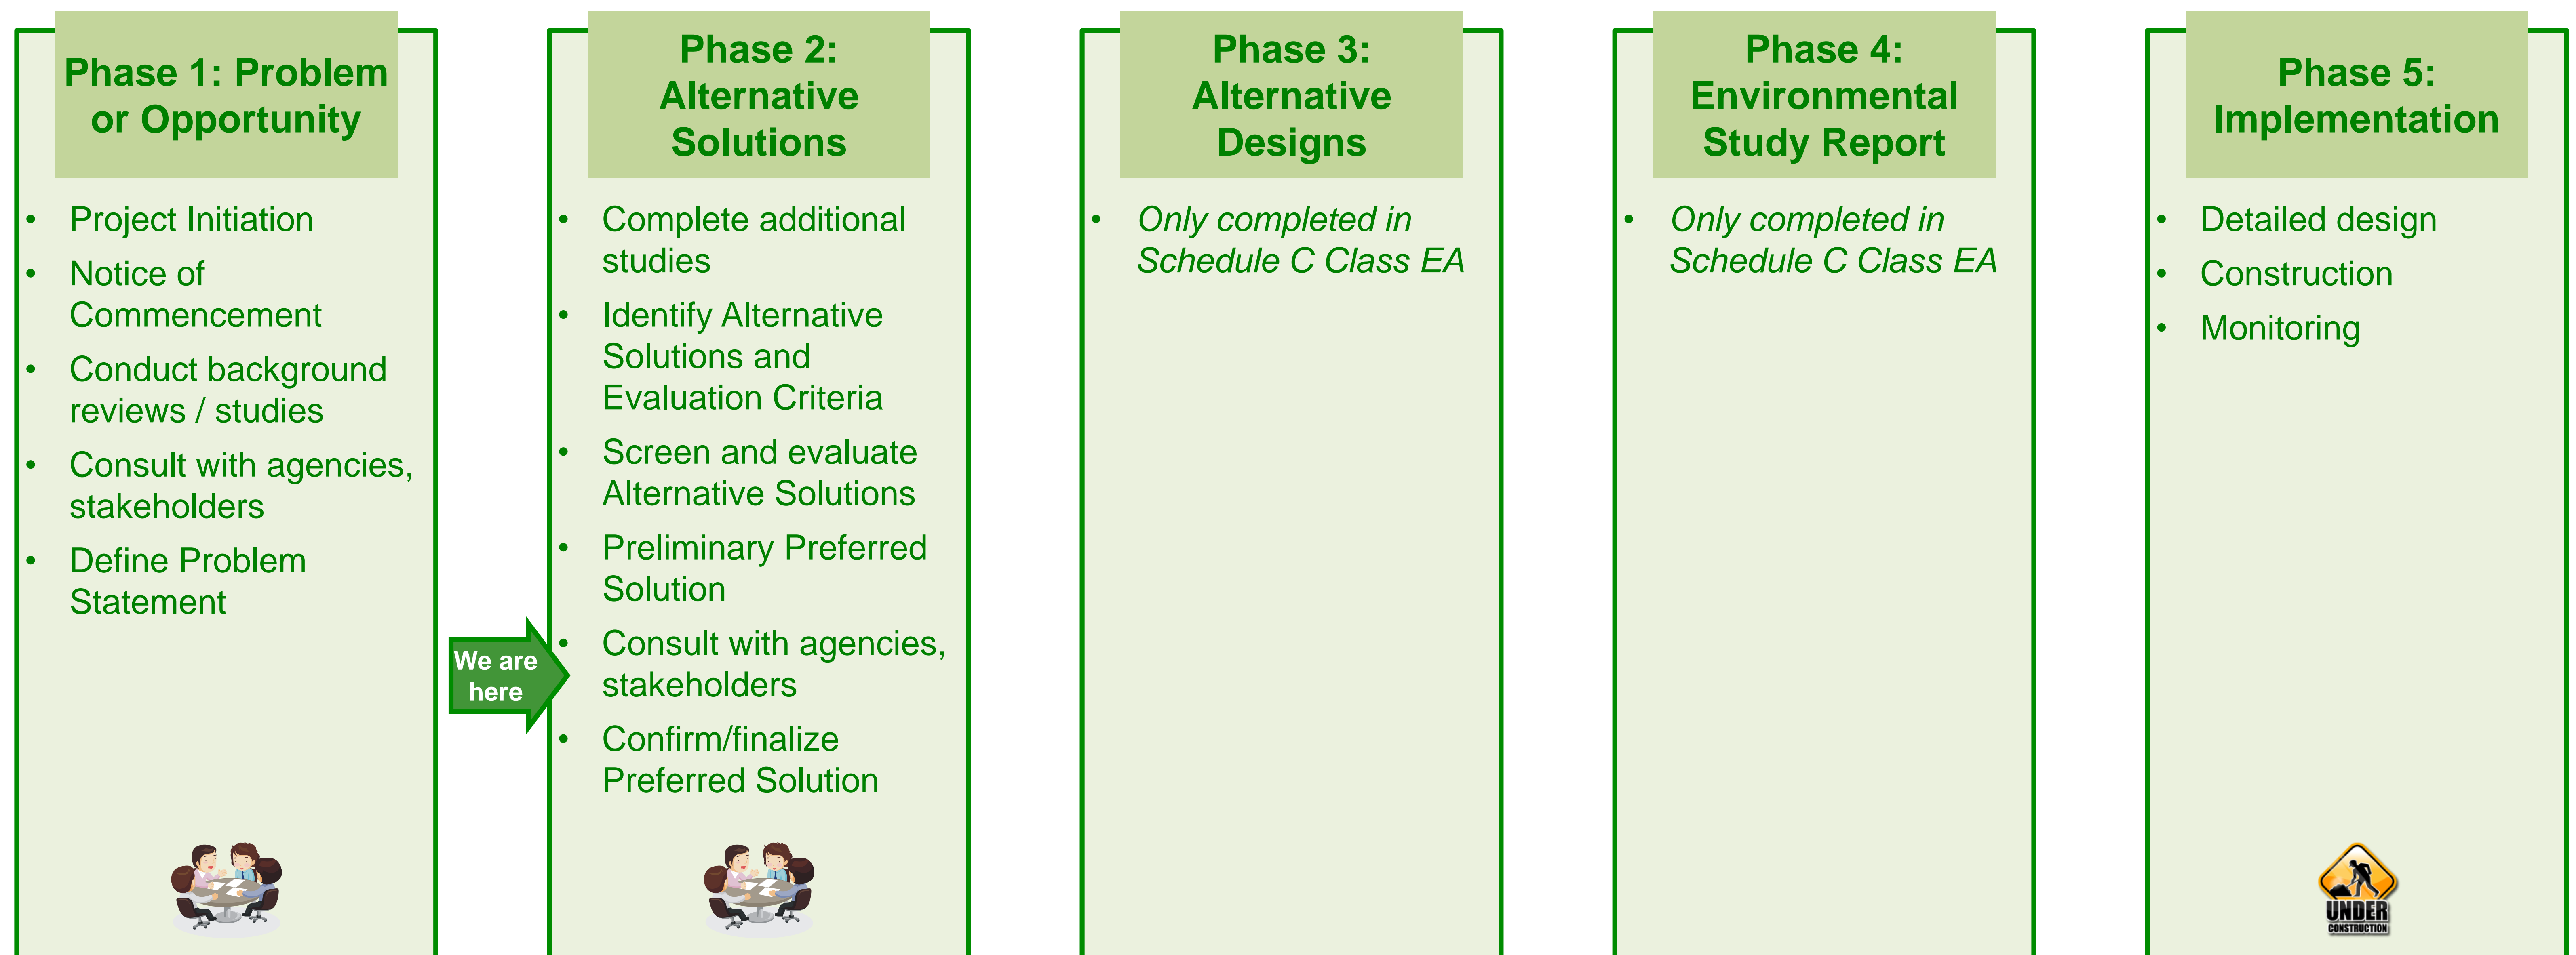 Phase 1: Problem
or Opportunity
• Project Initiation
• Notice of
Commencement
• Conduct background
reviews / studies
• Consult with agencies,
stakeholders
• Define Problem
Statement
We are
here
Phase 2:
Alternative
Solutions
• Complete additional
studies
• Identify Alternative
Solutions and
Evaluation Criteria
• Screen and evaluate
Alternative Solutions
• Preliminary Preferred
Solution
• Consult with agencies,
stakeholders
• Confirm/finalize
Preferred Solution
Phase 3:
Alternative
Designs
• Only completed in
Schedule C Class EA
Phase 4:
Environmental
Study Report
• Only completed in
Schedule C Class EA
Phase 5:
Implementation
• Detailed design
• Construction
• Monitoring
UNDER
CONSTRUCTION